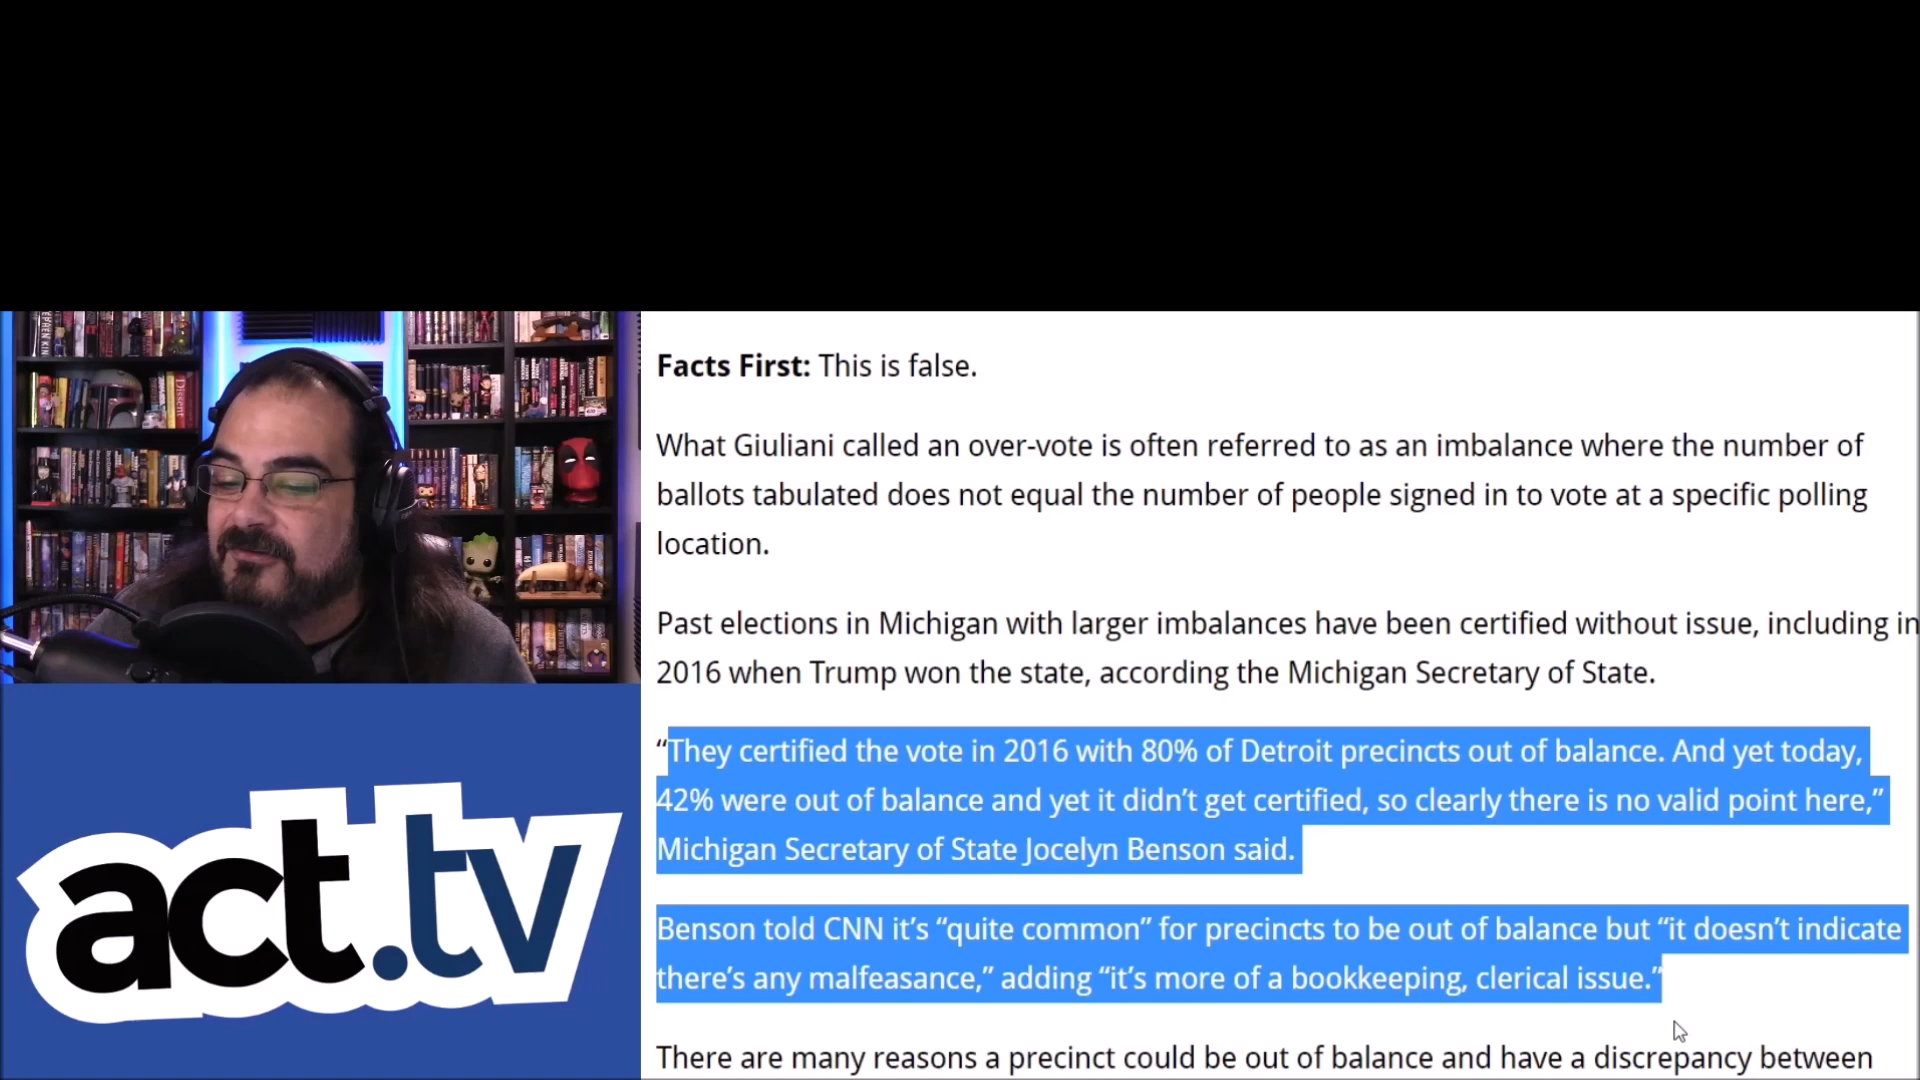 Facts First: This is false.
What Giuliani called an over-vote is often referred to as an imbalance where the number of
ballots tabulated does not equal the number of people signed in to vote at a specific polling
location.
Past elections in Michigan with larger imbalances have been certified without issue, including in
2016 when Trump won the state, according the Michigan Secretary of State.
“They certified the vote in 2016 with 80% of Detroit precincts out of balance. And yet today,
42% were out of balance and yet it didn’t get certified, so clearly there is no valid point here,”
Michigan Secretary of State Jocelyn Benson said.
Benson told CNN it’s “quite common” for precincts to be out of balance but “it doesn’t indicate
there’s any malfeasance,” adding “it’s more of a bookkeeping, clerical issue.”
There are many reasons a precinct could be out of balance and have a discrepancy between
act.tv
Dissent